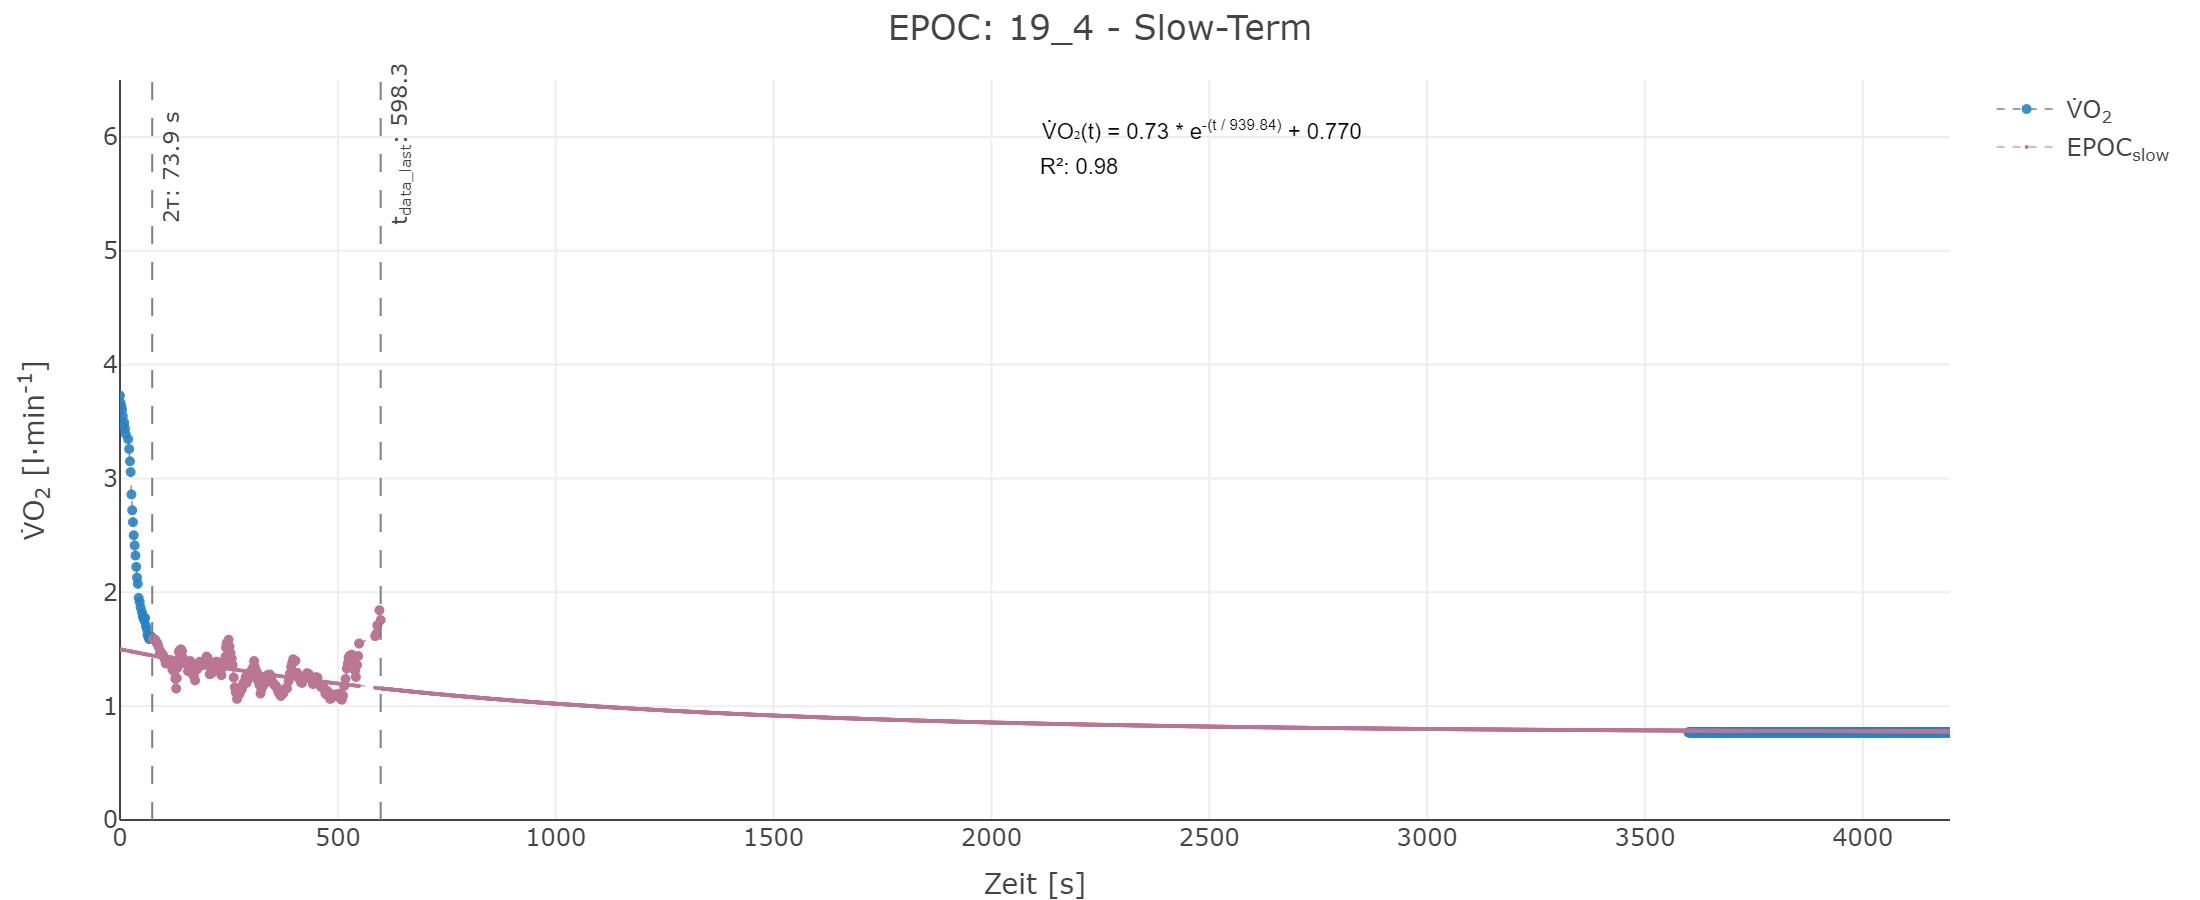 EPOC: 19_4 - Slow-Term
V̇O₂ [l·min⁻¹]
6
5
4
3
2
1
0
2τ: 73.9 s
t_data_last: 598.3
V̇O₂(t) = 0.73 * e^-(t / 939.84) + 0.770
R²: 0.98
V̇O₂
EPOC_slow
0 500 1000 1500 2000 2500 3000 3500 4000
Zeit [s]